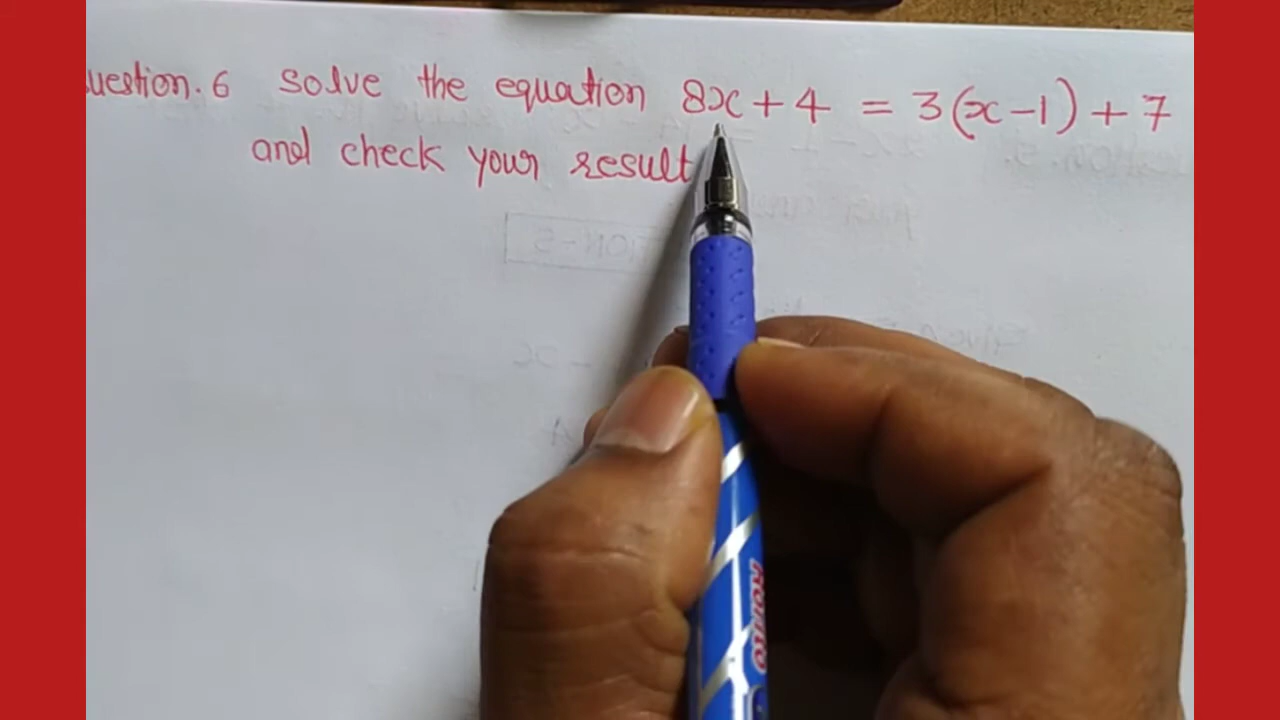 uestion.6 solve the equation 8x + 4 = 3(x-1) + 7
and check your result